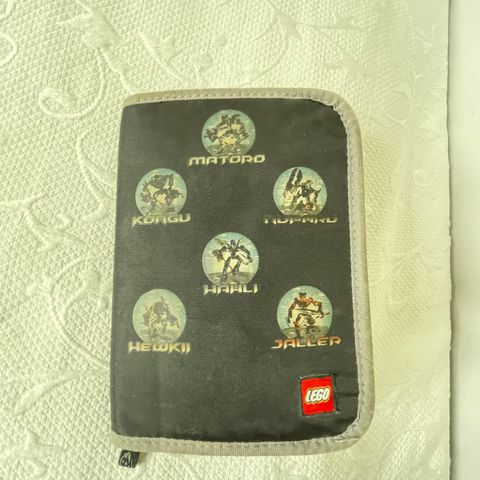 MATORO
KONGU
NUPARU
HAHLI
HEWKII
JALLER
LEGO